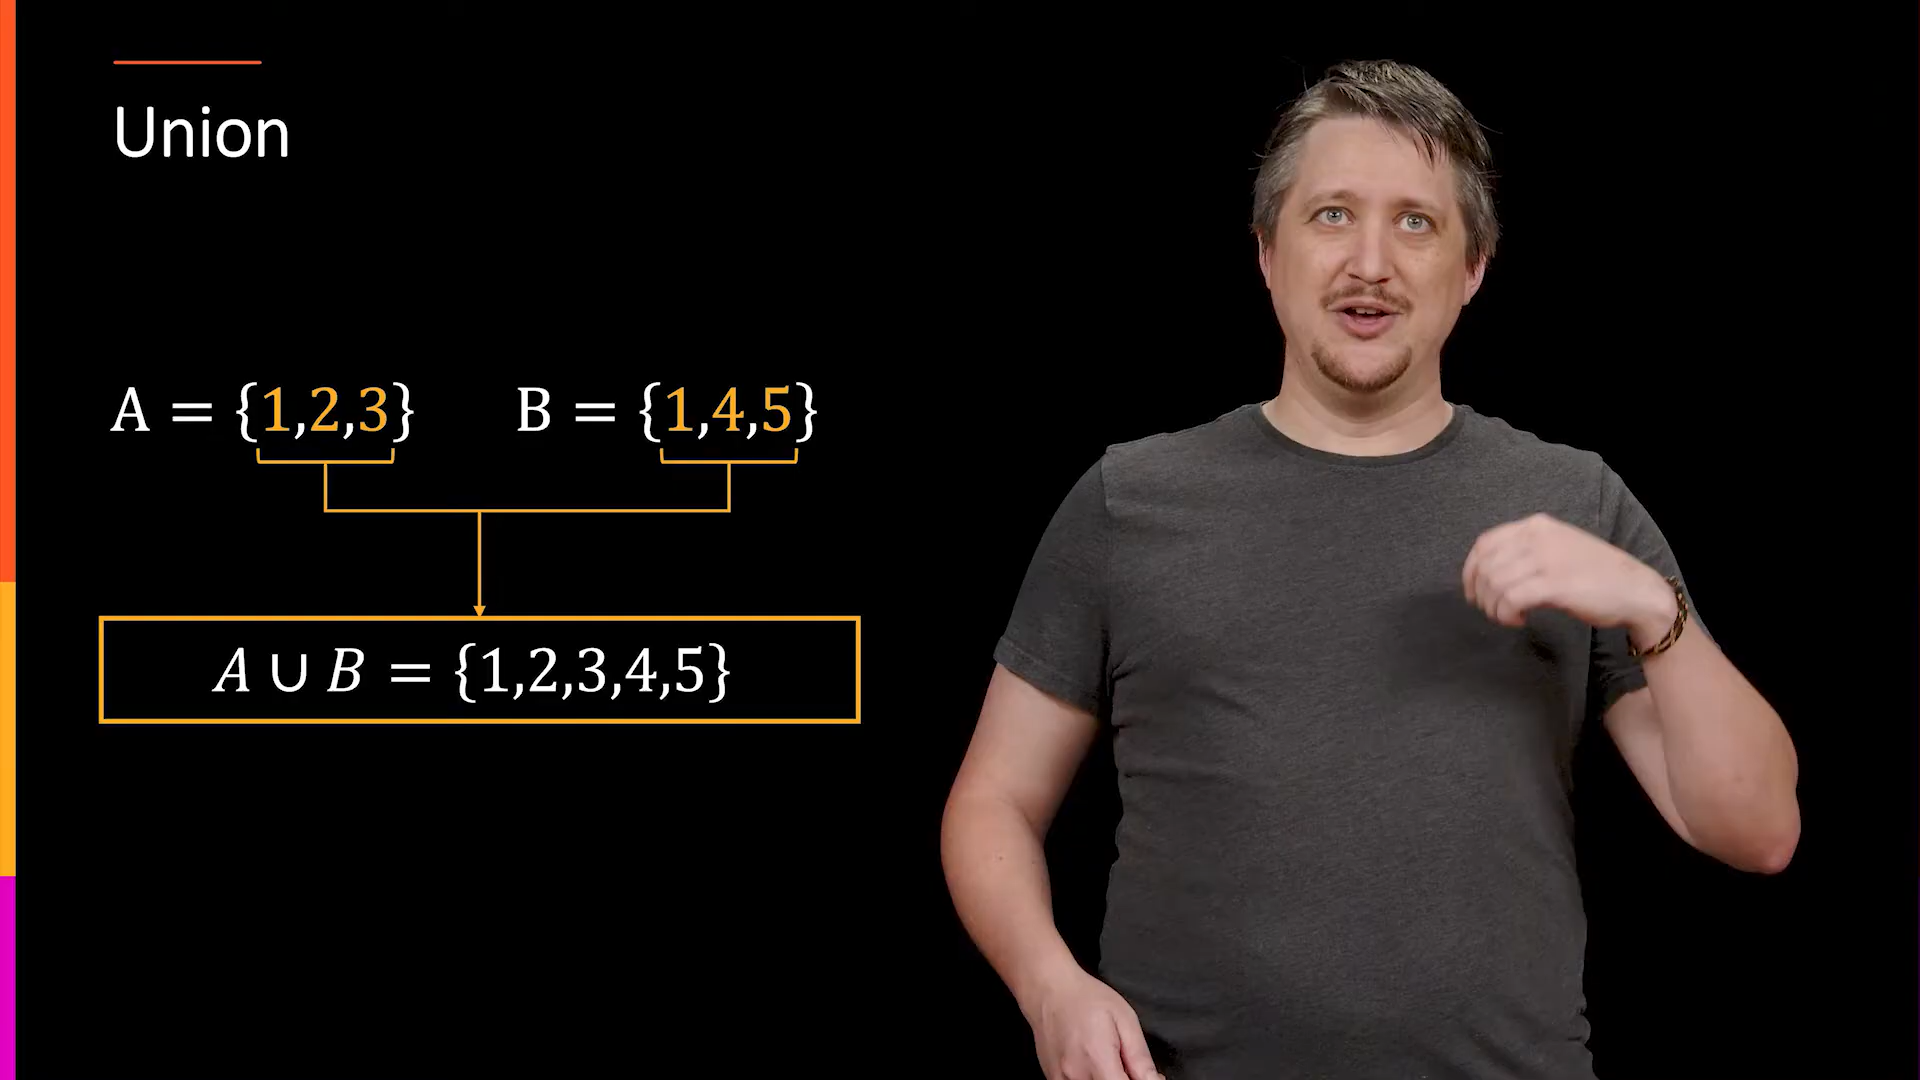 Union
A = {1,2,3} B = {1,4,5}
A ∪ B = {1,2,3,4,5}